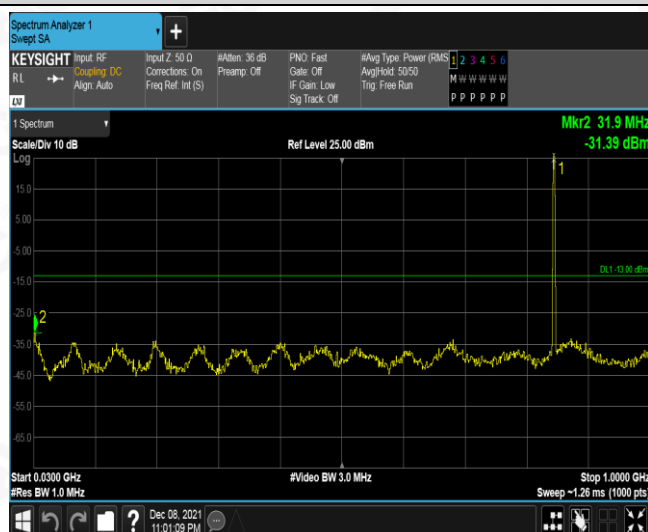 Spectrum Analyzer 1
Swept SA
+
KEYSIGHT Input: RF Input Z: 50 Ω #Atten: 36 dB PNO: Fast #Avg Type: Power (RMS 1 2 3 4 5 6
RL Coupling: DC Corrections: On Preamp: Off Gate: Off Avg|Hold: 50/50 M W W W W W
Align: Auto Freq Ref: Int (S) IF Gain: Low Trig: Free Run
Sig Track: Off P P P P P P
LXI
1 Spectrum Mkr2 31.9 MHz
Scale/Div 10 dB Ref Level 25.00 dBm -31.39 dBm
Log
1
15.0
5.00
-5.00
DL1 -13.00 dBm
-15.0
-25.0
2
-35.0
-45.0
-55.0
-65.0
Start 0.0300 GHz #Video BW 3.0 MHz Stop 1.0000 GHz
#Res BW 1.0 MHz Sweep ~1.26 ms (1000 pts)
? Dec 08, 2021
11:01:09 PM